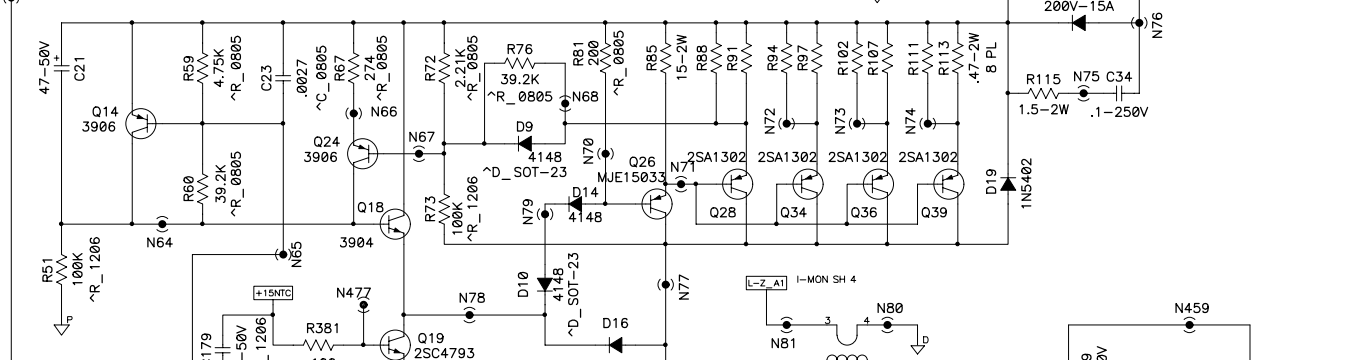 200V-15A
N76
47-50V
+
C21
R59
4.75K
^R_0805
C23
.0027
^C_0805
R67
274
^R_0805
R72
2.21K
^R_0805
R76
39.2K
^R_0805
R81
200
^R_0805
R85
15-2W
R88
R91
R94
R97
R102
R107
R111
R113
.47-2W
8 PL
R115
1.5-2W
N75
C34
.1-250V
Q14
3906
N66
N68
N72
N73
N74
Q24
3906
N67
D9
4148
^D_SOT-23
N70
Q26
MJE15033
N71
2SA1302
2SA1302
2SA1302
2SA1302
D19
1N5402
R60
39.2K
^R_0805
R73
100K
^R_1206
N79
D14
4148
Q28
Q34
Q36
Q39
Q18
3904
N64
N65
R51
100K
^R_1206
P
+15NTC
N477
N78
D10
4148
^D_SOT-23
N77
L-Z_A1
I-MON SH 4
N81
3
4
N80
D
N459
C179
-50V
1206
R381
Q19
2SC4793
D16